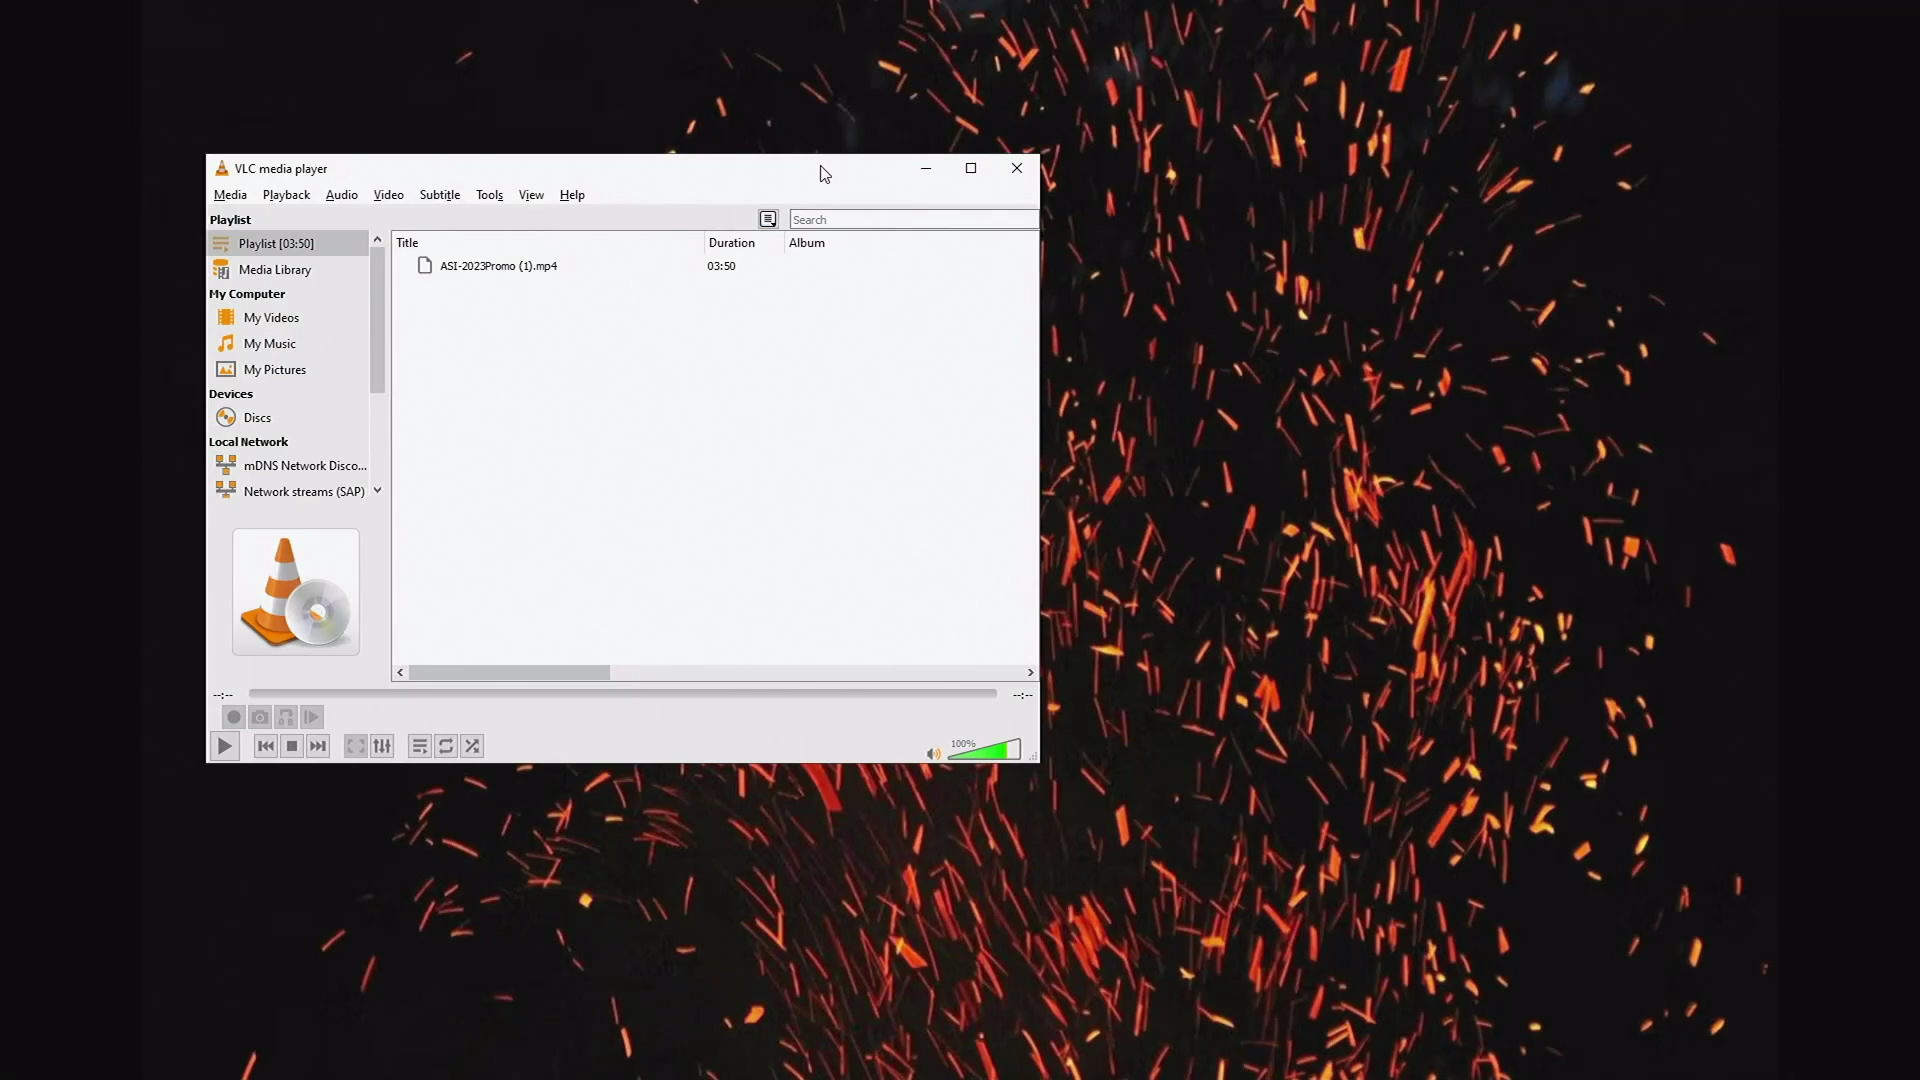 VLC media player
Media Playback Audio Video Subtitle Tools View Help
Playlist
Search
Playlist [03:50]
Media Library
My Computer
My Videos
My Music
My Pictures
Devices
Discs
Local Network
mDNS Network Disco...
Network streams (SAP)
Title Duration Album
ASI-2023Promo (1).mp4 03:50
--:-- --:--
100%